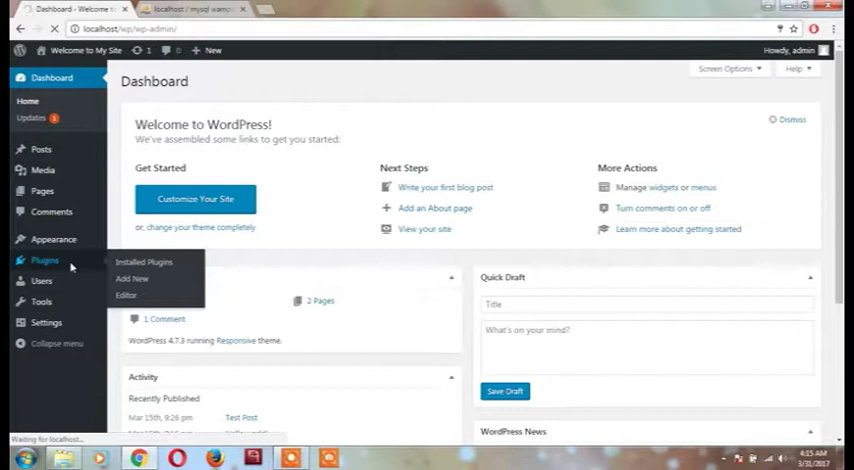 Dashboard ‹ Welcome to
localhost / mysql wamp
localhost/wp/wp-admin/
Welcome to My Site 1 0 New
Howdy, admin
Dashboard
Home
Updates 1
Posts
Media
Pages
Comments
Appearance
Plugins
Users
Tools
Settings
Collapse menu
Installed Plugins
Add New
Editor
Dashboard
Screen Options
Help
Welcome to WordPress!
We've assembled some links to get you started:
Dismiss
Get Started
Customize Your Site
or, change your theme completely
Next Steps
Write your first blog post
Add an About page
View your site
More Actions
Manage widgets or menus
Turn comments on or off
Learn more about getting started
2 Pages
1 Comment
WordPress 4.7.3 running Responsive theme.
Activity
Recently Published
Mar 15th, 9:26 pm Test Post
Quick Draft
Title
What's on your mind?
Save Draft
WordPress News
Waiting for localhost...
4:15 AM
3/31/2017